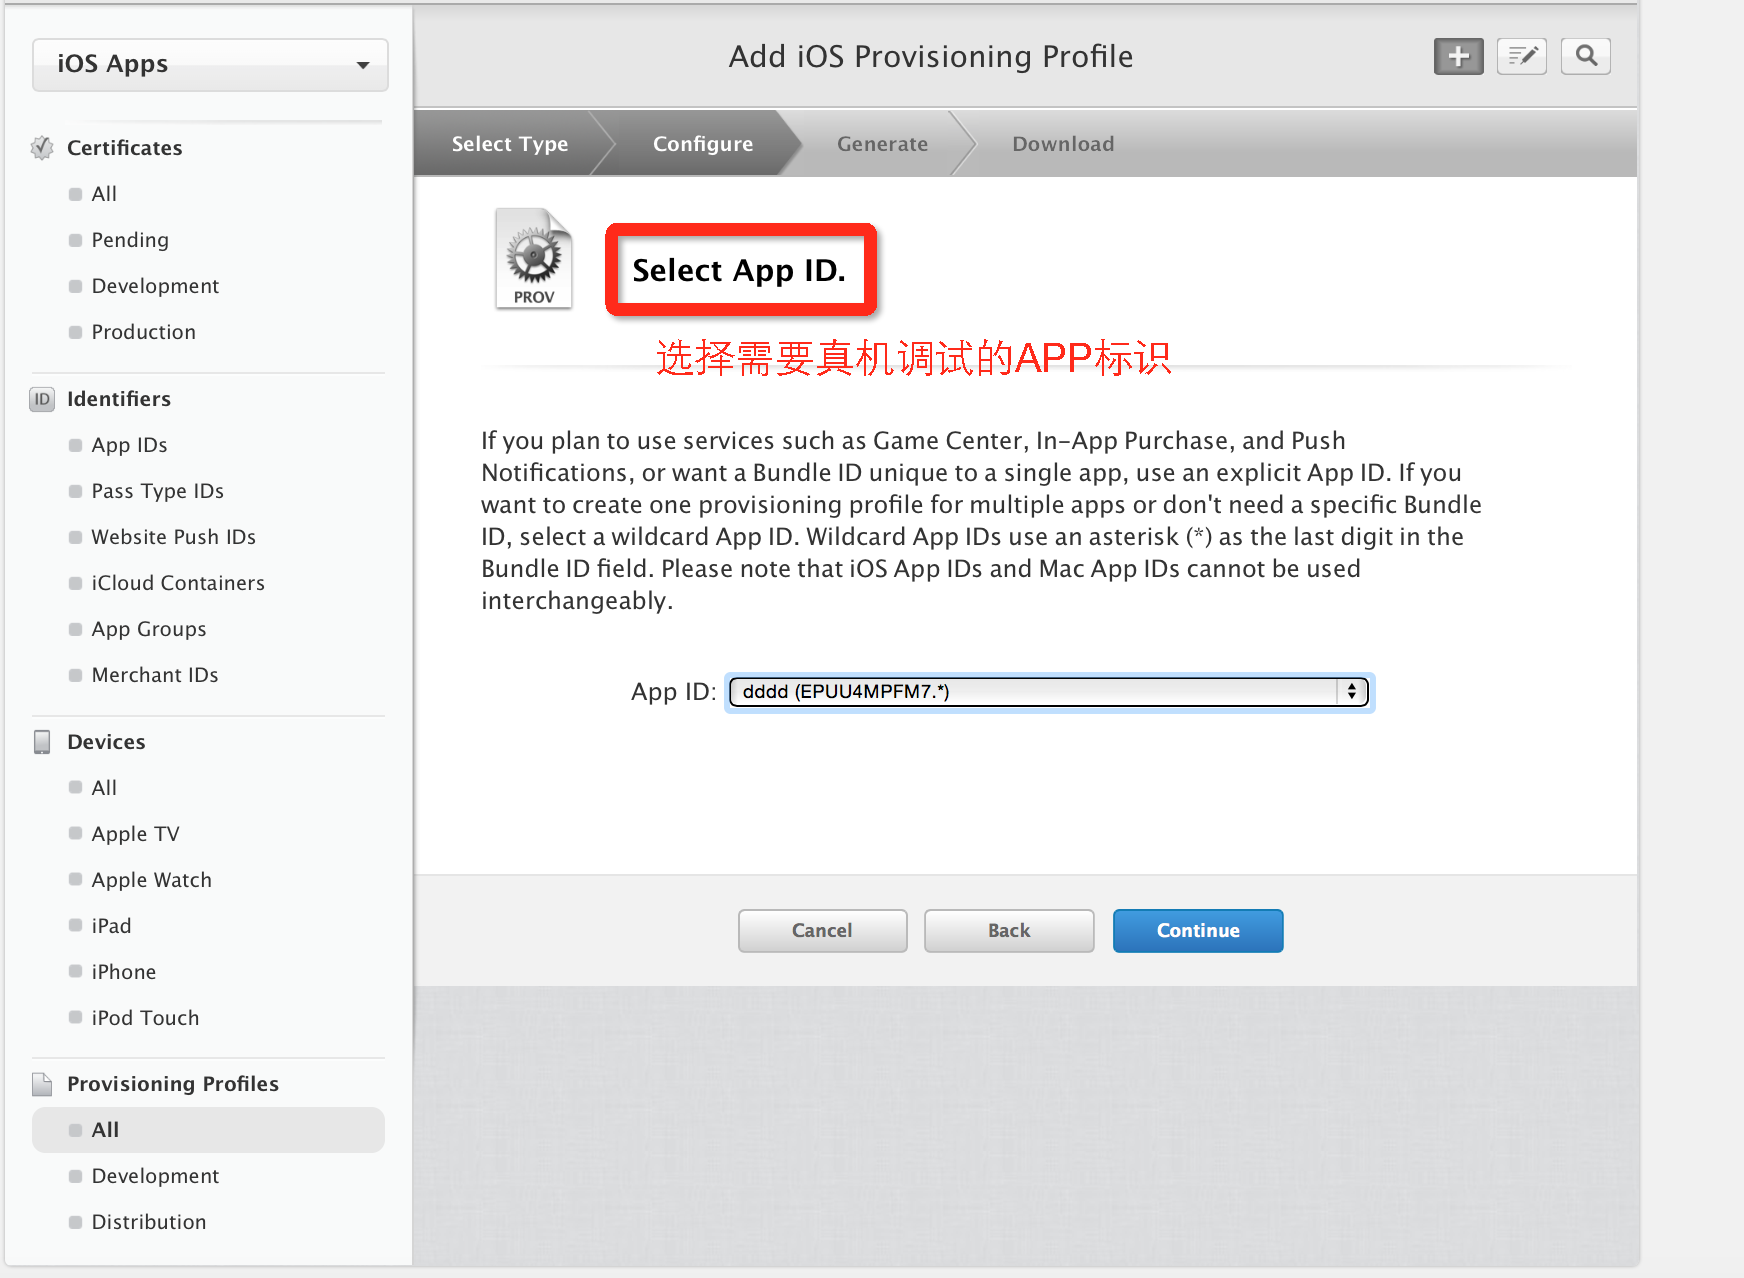 iOS Apps
Certificates
All
Pending
Development
Production
ID
Identifiers
App IDs
Pass Type IDs
Website Push IDs
iCloud Containers
App Groups
Merchant IDs
Devices
All
Apple TV
Apple Watch
iPad
iPhone
iPod Touch
Provisioning Profiles
All
Development
Distribution
Add iOS Provisioning Profile
Select Type
Configure
Generate
Download
PROV
Select App ID.
选择需要真机调试的APP标识
If you plan to use services such as Game Center, In-App Purchase, and Push
Notifications, or want a Bundle ID unique to a single app, use an explicit App ID. If you
want to create one provisioning profile for multiple apps or don't need a specific Bundle
ID, select a wildcard App ID. Wildcard App IDs use an asterisk (*) as the last digit in the
Bundle ID field. Please note that iOS App IDs and Mac App IDs cannot be used
interchangeably.
App ID: dddd (EPUU4MPFM7.*)
Cancel
Back
Continue